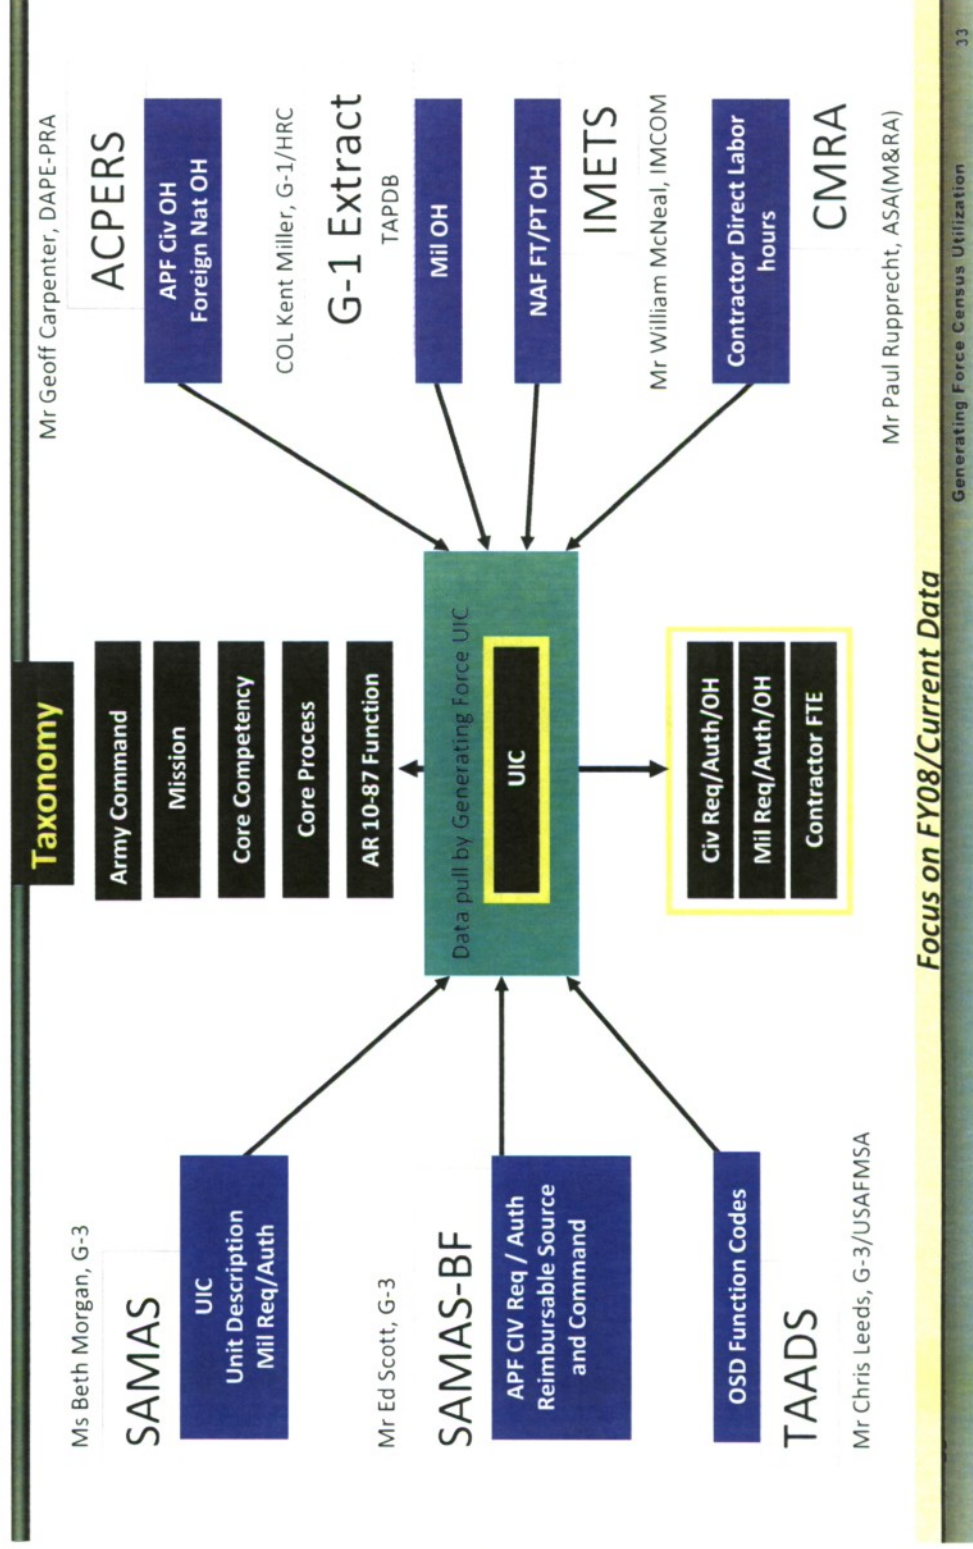 Taxonomy
Ms Beth Morgan, G-3
SAMAS
UIC
Unit Description
Mil Req/Auth
Mr Ed Scott, G-3
SAMAS-BF
APF CIV Req / Auth
Reimbursable Source
and Command
OSD Function Codes
TAADS
Mr Chris Leeds, G-3/USAFMSA
Army Command
Mission
Core Competency
Core Process
AR 10-87 Function
Data pull by Generating Force UIC
UIC
Civ Req/Auth/OH
Mil Req/Auth/OH
Contractor FTE
Mr Geoff Carpenter, DAPE-PRA
ACPERS
APF Civ OH
Foreign Nat OH
COL Kent Miller, G-1/HRC
G-1 Extract
TAPDB
Mil OH
NAF FT/PT OH
IMETS
Mr William McNeal, IMCOM
Contractor Direct Labor
hours
CMRA
Mr Paul Rupprecht, ASA(M&RA)
Focus on FY08/Current Data
Generating Force Census Utilization
33